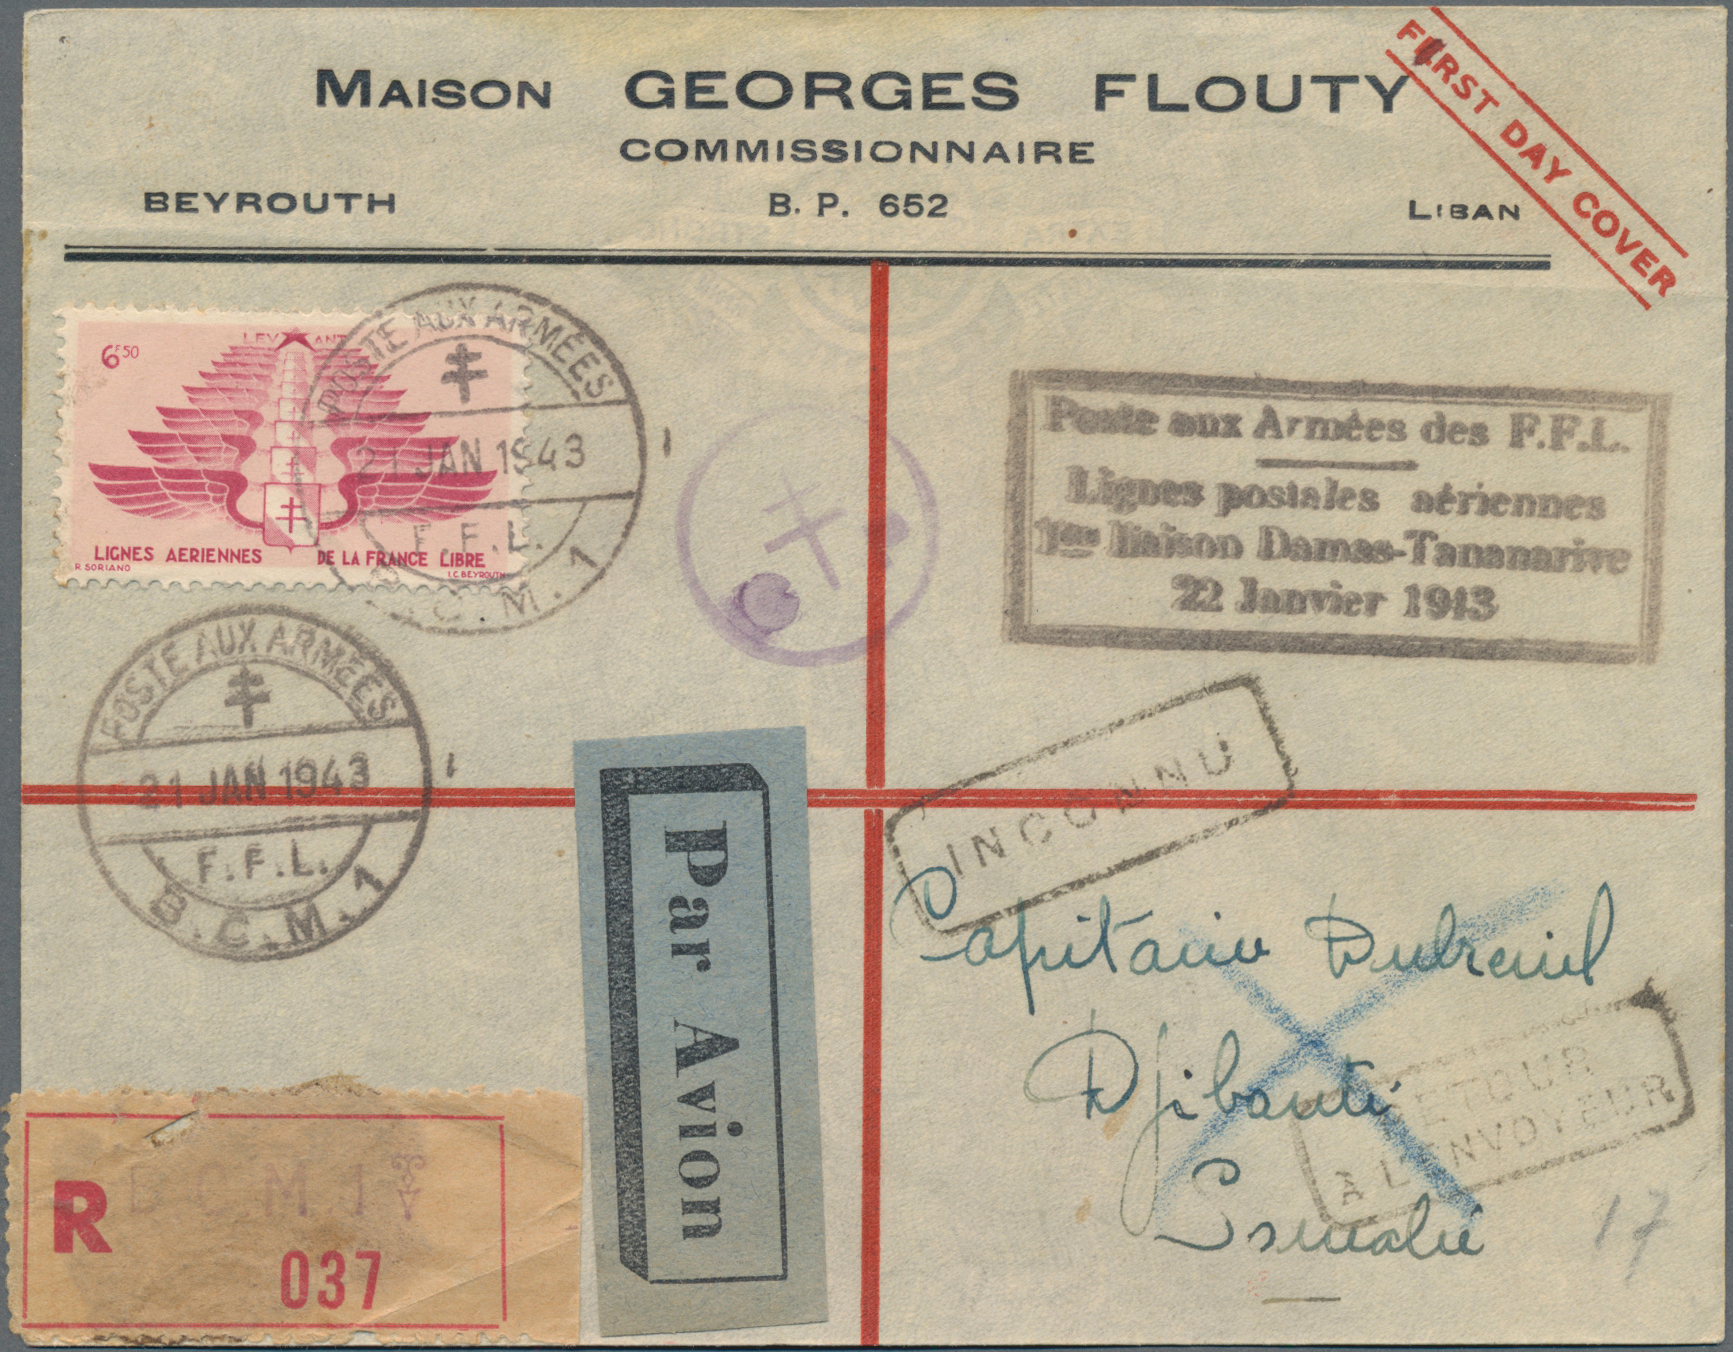 MAISON GEORGES FLOUTY
COMMISSIONNAIRE
BEYROUTH B. P. 652 LIBAN
FIRST DAY COVER
6F50
LEVANT
LIGNES AERIENNES DE LA FRANCE LIBRE
R SORIANO I.C. BEYROUTH
POSTE AUX ARMÉES
21 JAN 1943
F.F.L.
B.C.M.1
Poste aux Armées des F.F.L.
Lignes postales aériennes
1ère liaison Damas-Tananarive
22 Janvier 1943
POSTE AUX ARMÉES
21 JAN 1943
F.F.L.
B.C.M.1
INCONNU
Par Avion
Capitaine Dubreuil
Djibouti
RETOUR
A L'ENVOYEUR
Somalie
17
R BCM 1
037